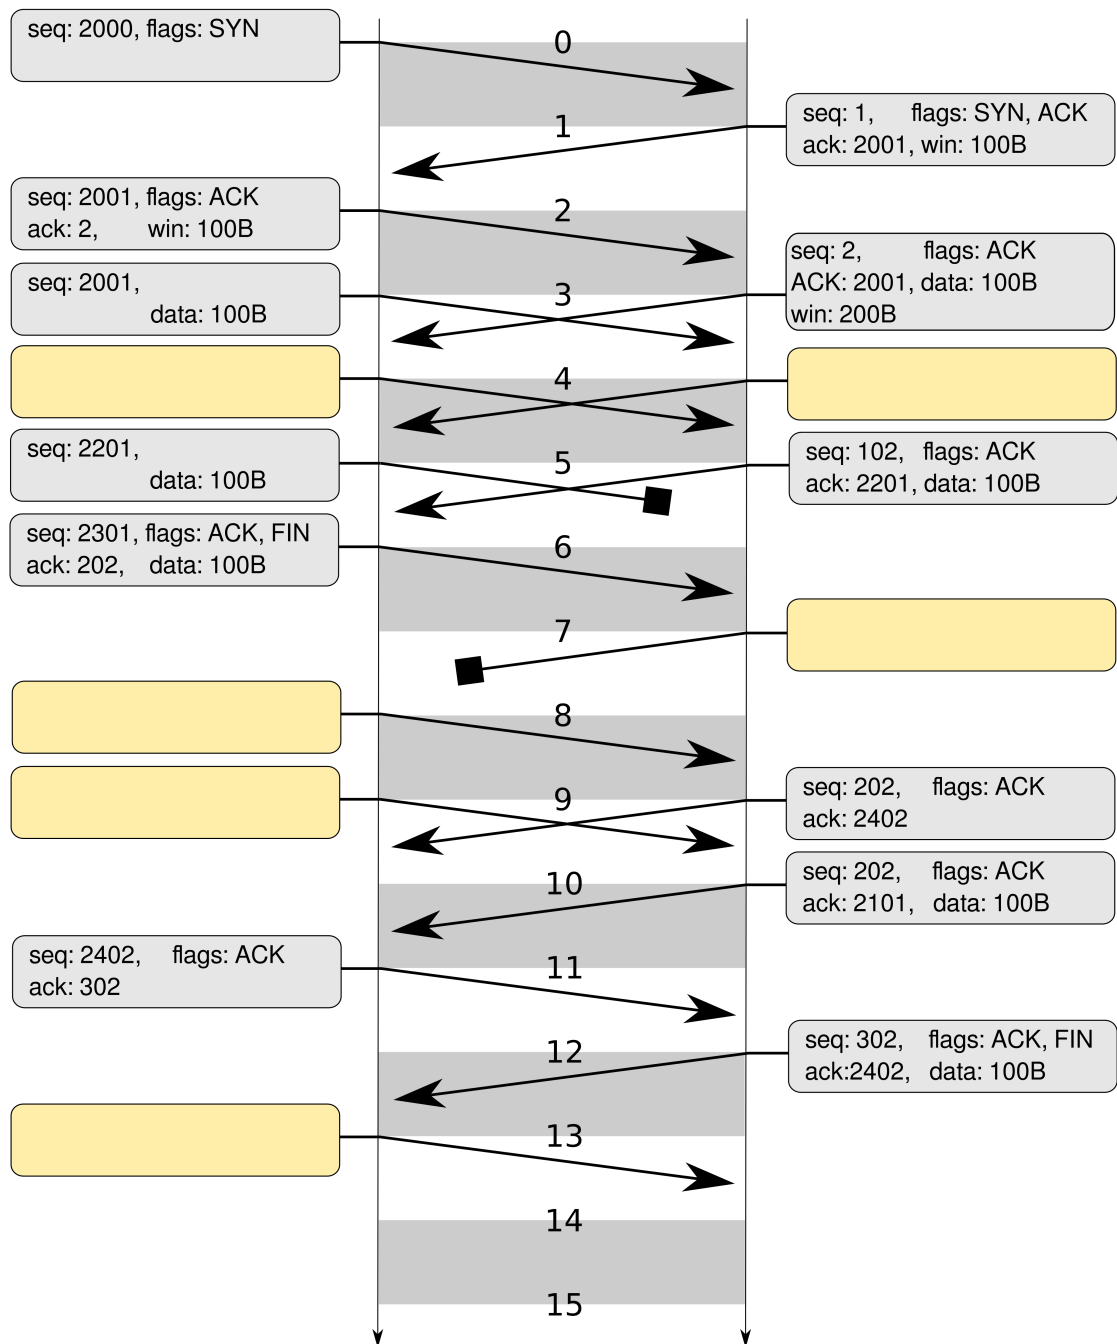 seq: 2000, flags: SYN
0
seq: 1, flags: SYN, ACK
ack: 2001, win: 100B
1
seq: 2001, flags: ACK
ack: 2, win: 100B
2
seq: 2, flags: ACK
ACK: 2001, data: 100B
win: 200B
seq: 2001,
data: 100B
3
4
seq: 2201,
data: 100B
5
seq: 102, flags: ACK
ack: 2201, data: 100B
seq: 2301, flags: ACK, FIN
ack: 202, data: 100B
6
7
8
9
seq: 202, flags: ACK
ack: 2402
10
seq: 202, flags: ACK
ack: 2101, data: 100B
seq: 2402, flags: ACK
ack: 302
11
12
seq: 302, flags: ACK, FIN
ack:2402, data: 100B
13
14
15